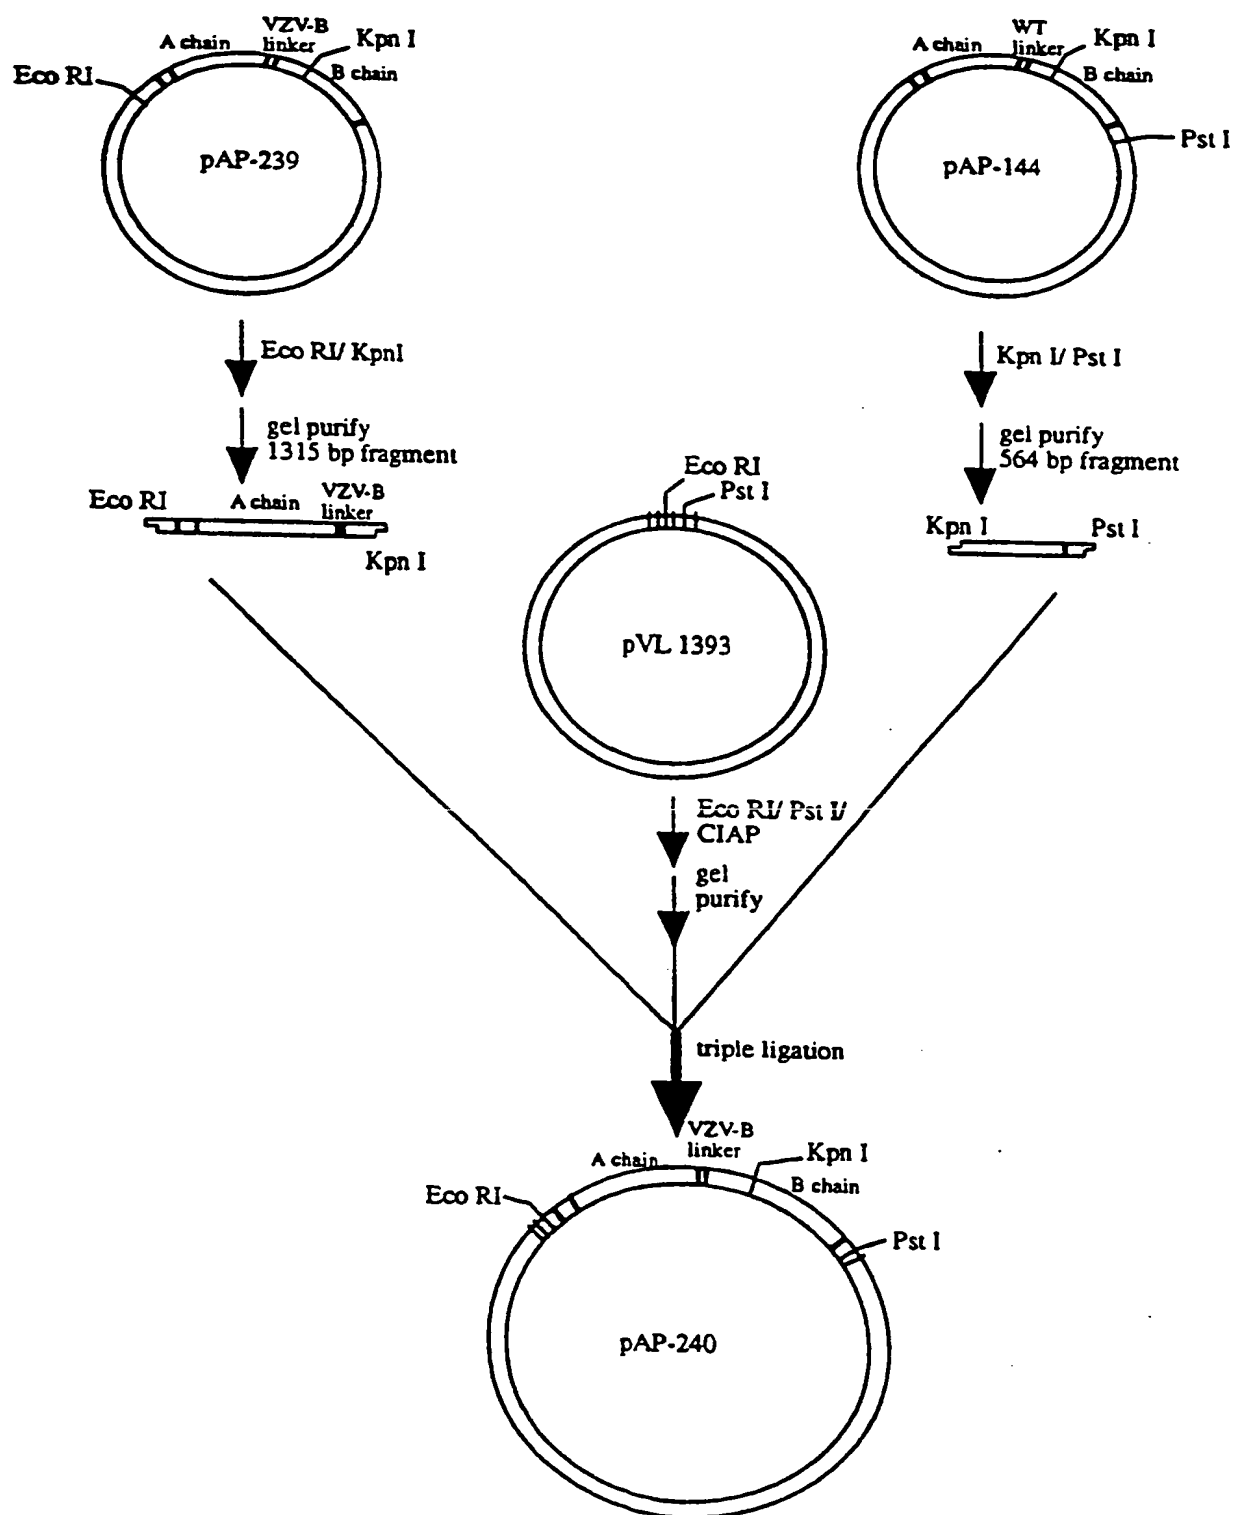 A chain
VZV-B
linker
Kpn I
Eco RI
B chain
pAP-239
A chain
WT
linker
Kpn I
B chain
Pst I
pAP-144
Eco RI/ KpnI
gel purify
1315 bp fragment
Eco RI
A chain
VZV-B
linker
Kpn I
Kpn I/ Pst I
gel purify
564 bp fragment
Kpn I
Pst I
Eco RI
Pst I
pVL 1393
Eco RI/ Pst I/
CIAP
gel
purify
triple ligation
A chain
VZV-B
linker
Kpn I
B chain
Eco RI
Pst I
pAP-240